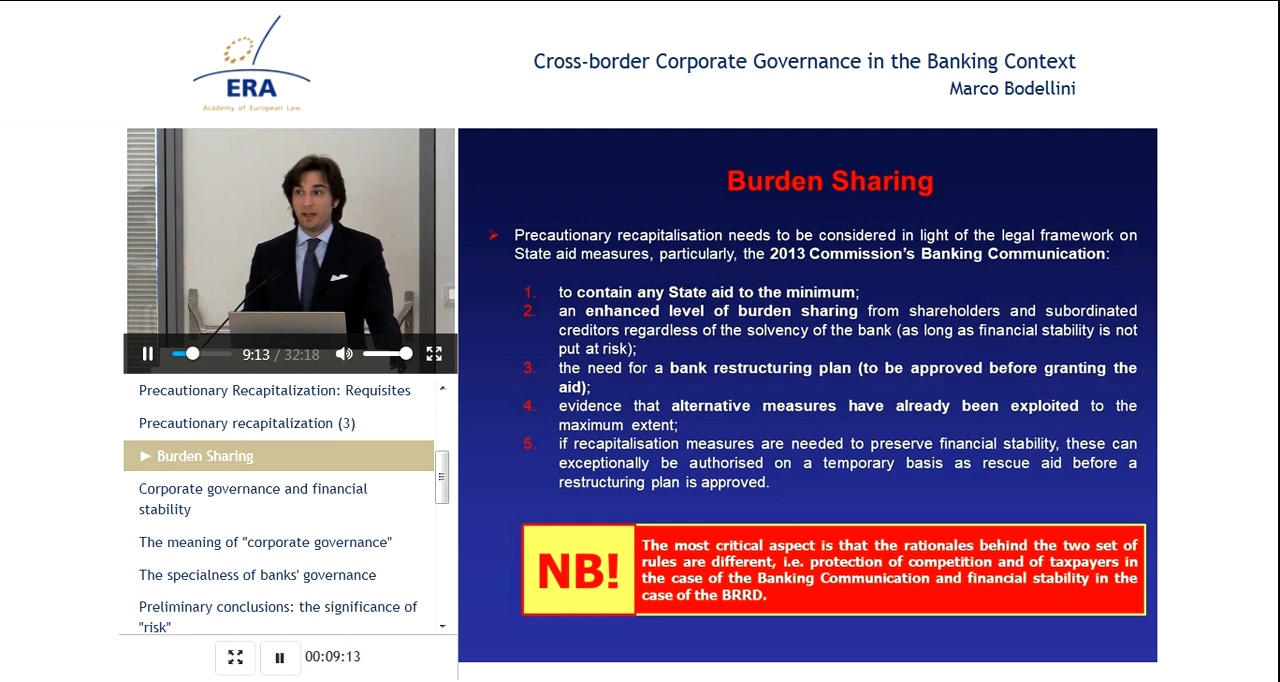 ERA
Academy of European Law
Cross-border Corporate Governance in the Banking Context
Marco Bodellini
9:13 / 32:18
Precautionary Recapitalization: Requisites
Precautionary recapitalization (3)
► Burden Sharing
Corporate governance and financial
stability
The meaning of "corporate governance"
The specialness of banks' governance
Preliminary conclusions: the significance of
"risk"
00:09:13
Burden Sharing
Precautionary recapitalisation needs to be considered in light of the legal framework on
State aid measures, particularly, the 2013 Commission's Banking Communication:
1. to contain any State aid to the minimum;
2. an enhanced level of burden sharing from shareholders and subordinated
creditors regardless of the solvency of the bank (as long as financial stability is not
put at risk);
3. the need for a bank restructuring plan (to be approved before granting the
aid);
4. evidence that alternative measures have already been exploited to the
maximum extent;
5. if recapitalisation measures are needed to preserve financial stability, these can
exceptionally be authorised on a temporary basis as rescue aid before a
restructuring plan is approved.
NB!
The most critical aspect is that the rationales behind the two set of
rules are different, i.e. protection of competition and of taxpayers in
the case of the Banking Communication and financial stability in the
case of the BRRD.